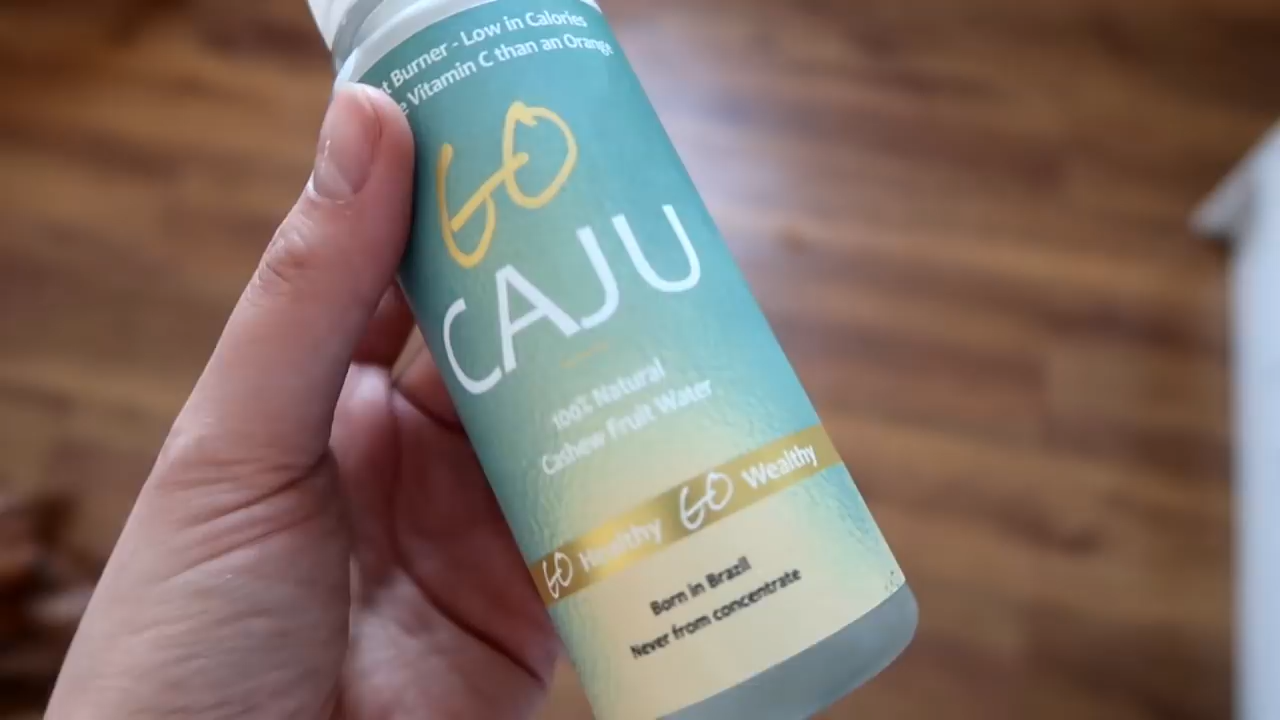 Burner - Low in Calories
Vitamin C than an Orange
GO
CAJU
100% Natural
Cashew Fruit Water
GO Healthy GO Wealthy
Born in Brazil
Never from concentrate